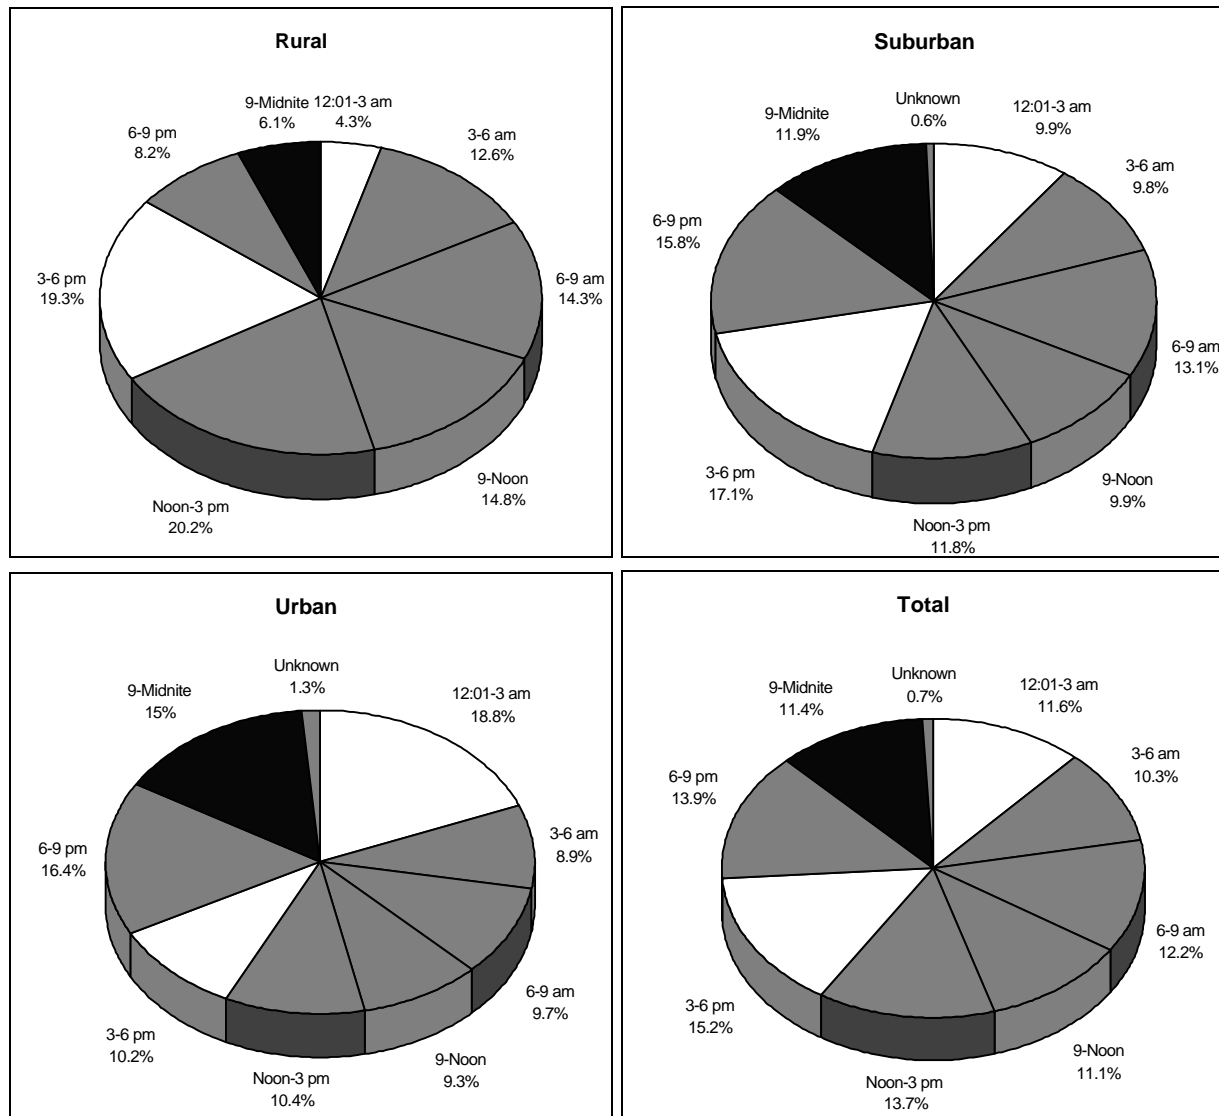 Rural
9-Midnite
6.1%
12:01-3 am
4.3%
3-6 am
12.6%
6-9 am
14.3%
9-Noon
14.8%
Noon-3 pm
20.2%
3-6 pm
19.3%
6-9 pm
8.2%
Suburban
Unknown
0.6%
12:01-3 am
9.9%
3-6 am
9.8%
6-9 am
13.1%
9-Noon
9.9%
Noon-3 pm
11.8%
3-6 pm
17.1%
6-9 pm
15.8%
9-Midnite
11.9%
Urban
Unknown
1.3%
12:01-3 am
18.8%
3-6 am
8.9%
6-9 am
9.7%
9-Noon
9.3%
Noon-3 pm
10.4%
3-6 pm
10.2%
6-9 pm
16.4%
9-Midnite
15%
Total
Unknown
0.7%
12:01-3 am
11.6%
3-6 am
10.3%
6-9 am
12.2%
9-Noon
11.1%
Noon-3 pm
13.7%
3-6 pm
15.2%
6-9 pm
13.9%
9-Midnite
11.4%